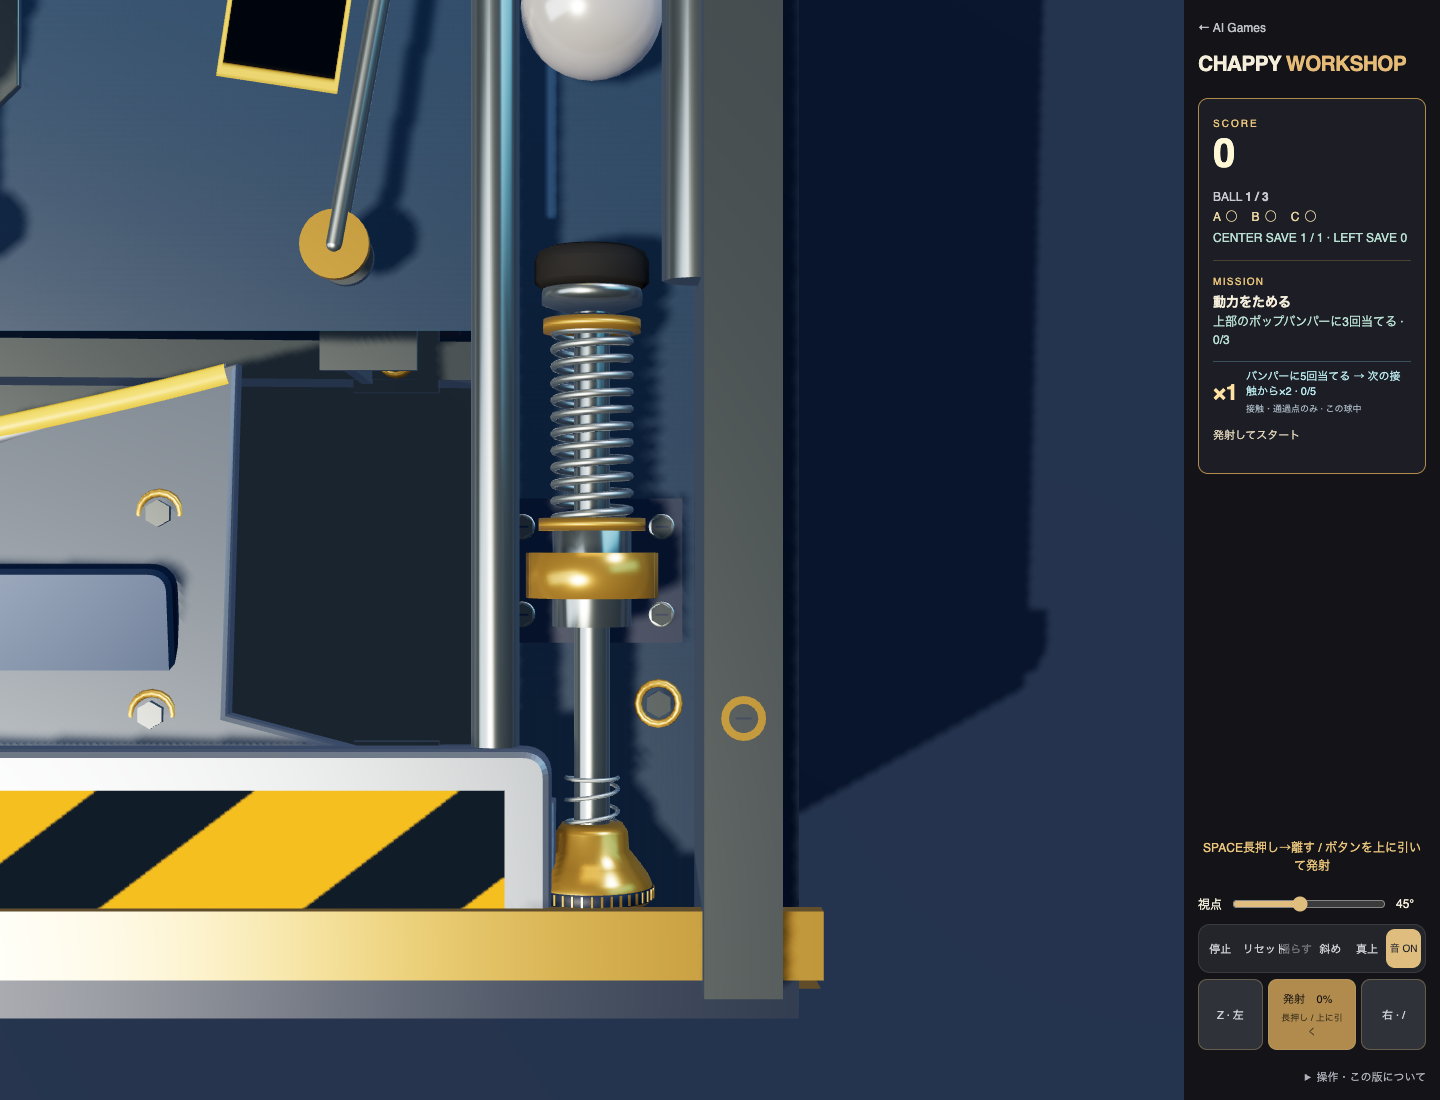 ← AI Games
CHAPPY WORKSHOP
SCORE
0
BALL 1 / 3
A ○ B ○ C ○
CENTER SAVE 1 / 1 · LEFT SAVE 0
MISSION
動力をためる
上部のポップバンパーに3回当てる ·
0/3
×1
バンパーに5回当てる → 次の接
触から×2 · 0/5
接触・通過点のみ・この球中
発射してスタート
SPACE長押し→離す / ボタンを上に引い
て発射
視点 45°
停止 リセット 揺らす 斜め 真上 音 ON
Z · 左
発射 0%
長押し / 上に引
く
右 · /
▶ 操作・この版について